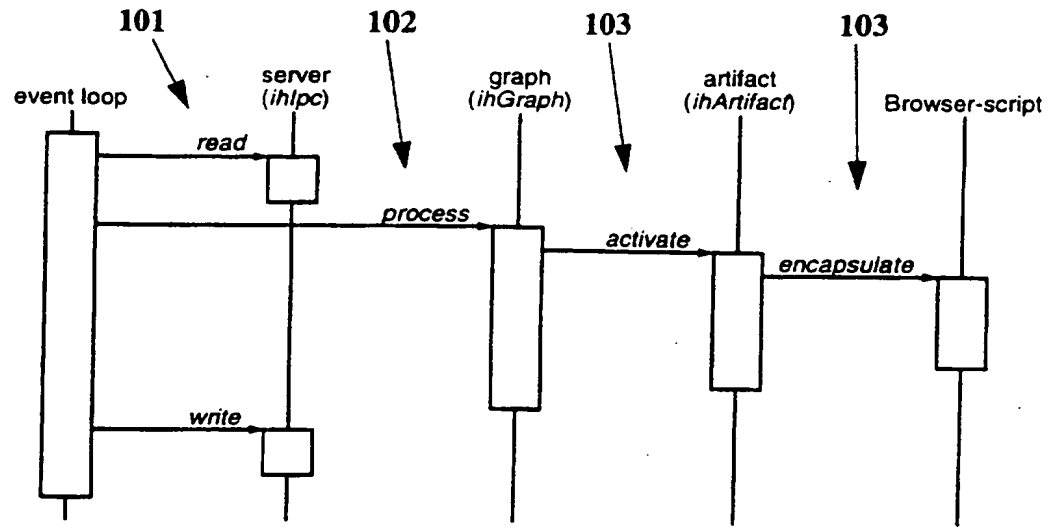 101
102
103
103
event loop
server
(ihIpc)
graph
(ihGraph)
artifact
(ihArtifact)
Browser-script
read
process
activate
encapsulate
write